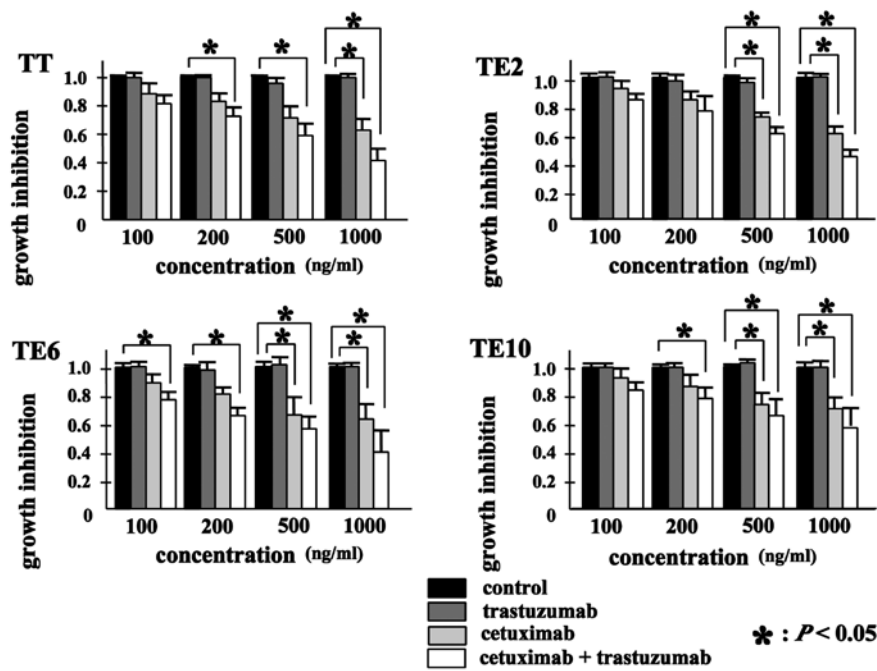 TT
* * * *
growth inhibition
1.0
0.8
0.6
0.4
0.2
0
100 200 500 1000
concentration (ng/ml)
TE2
* * * *
growth inhibition
1.0
0.8
0.6
0.4
0.2
0
100 200 500 1000
concentration (ng/ml)
TE6
* * * * * *
growth inhibition
1.0
0.8
0.6
0.4
0.2
0
100 200 500 1000
concentration (ng/ml)
TE10
* * * * *
growth inhibition
1.0
0.8
0.6
0.4
0.2
0
100 200 500 1000
concentration (ng/ml)
control
trastuzumab
cetuximab
cetuximab + trastuzumab
* : P < 0.05